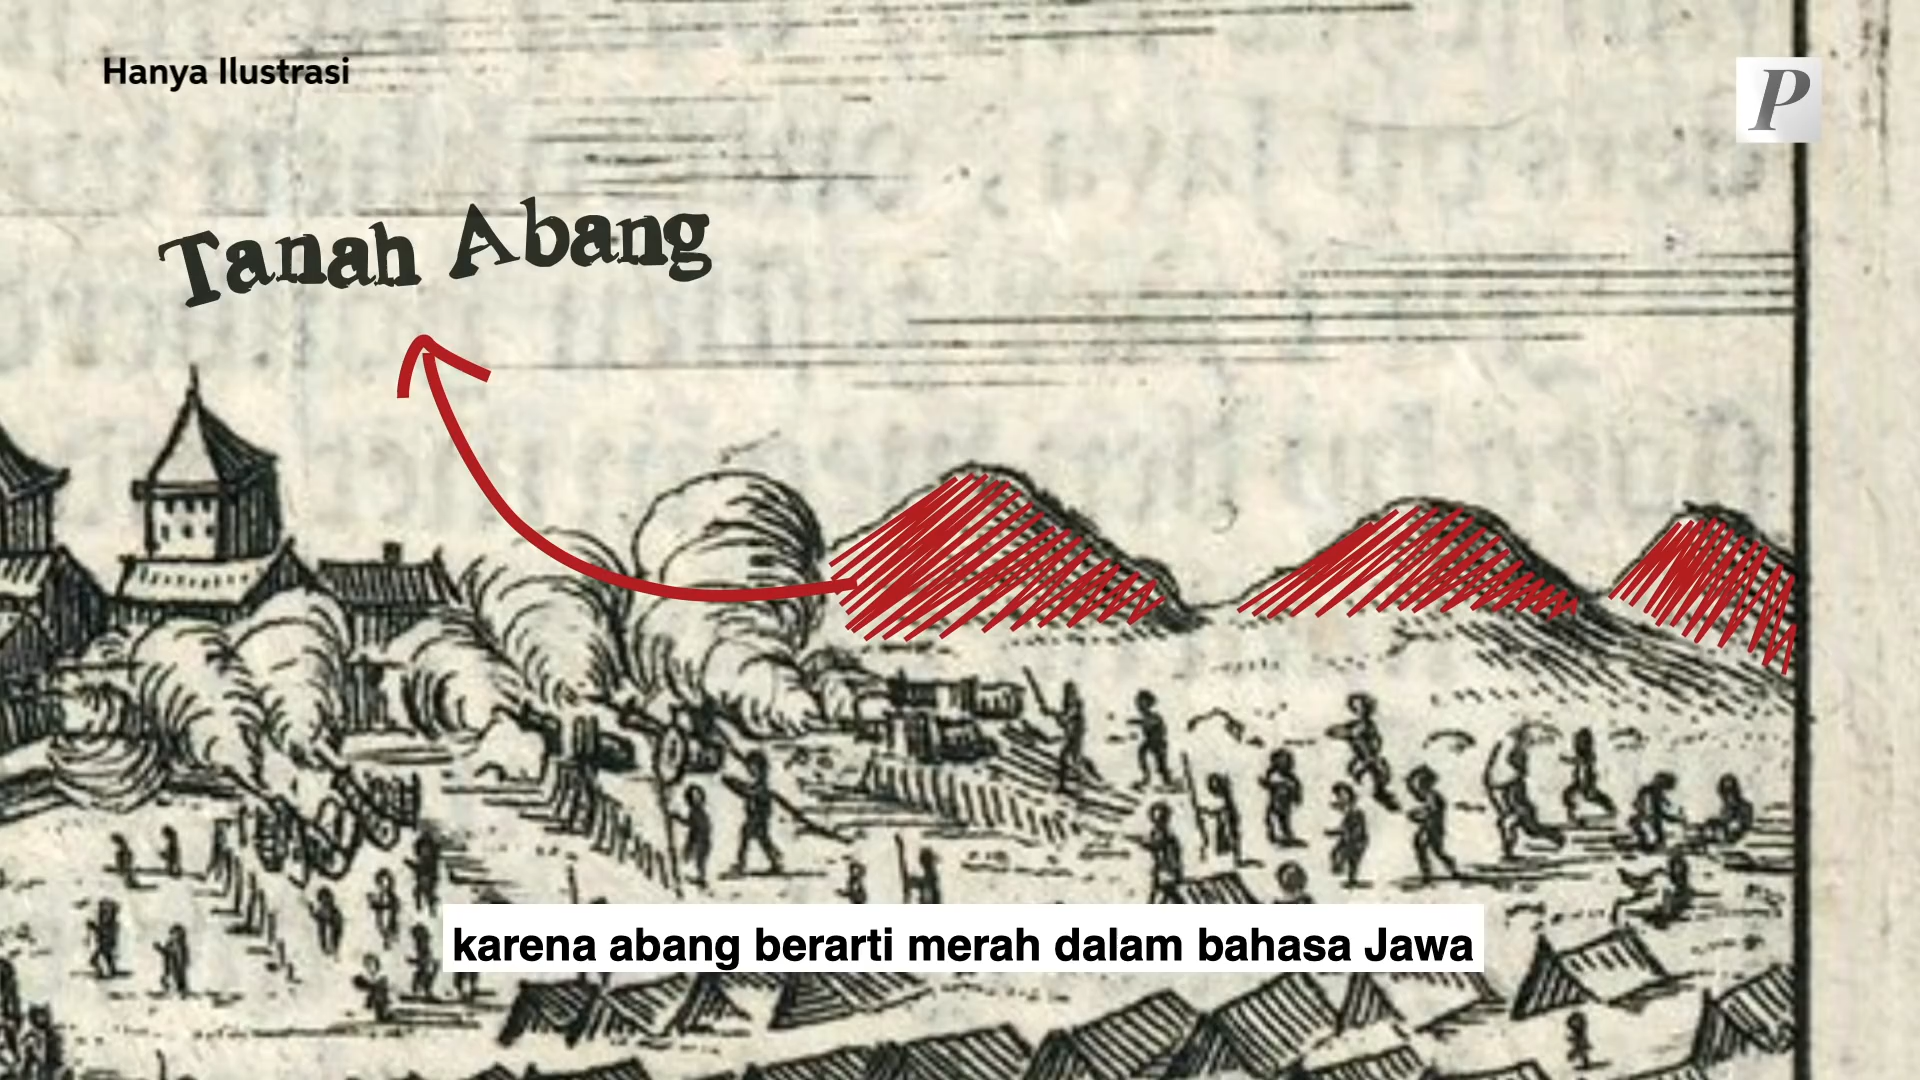 Hanya Ilustrasi
P
Tanah Abang
karena abang berarti merah dalam bahasa Jawa